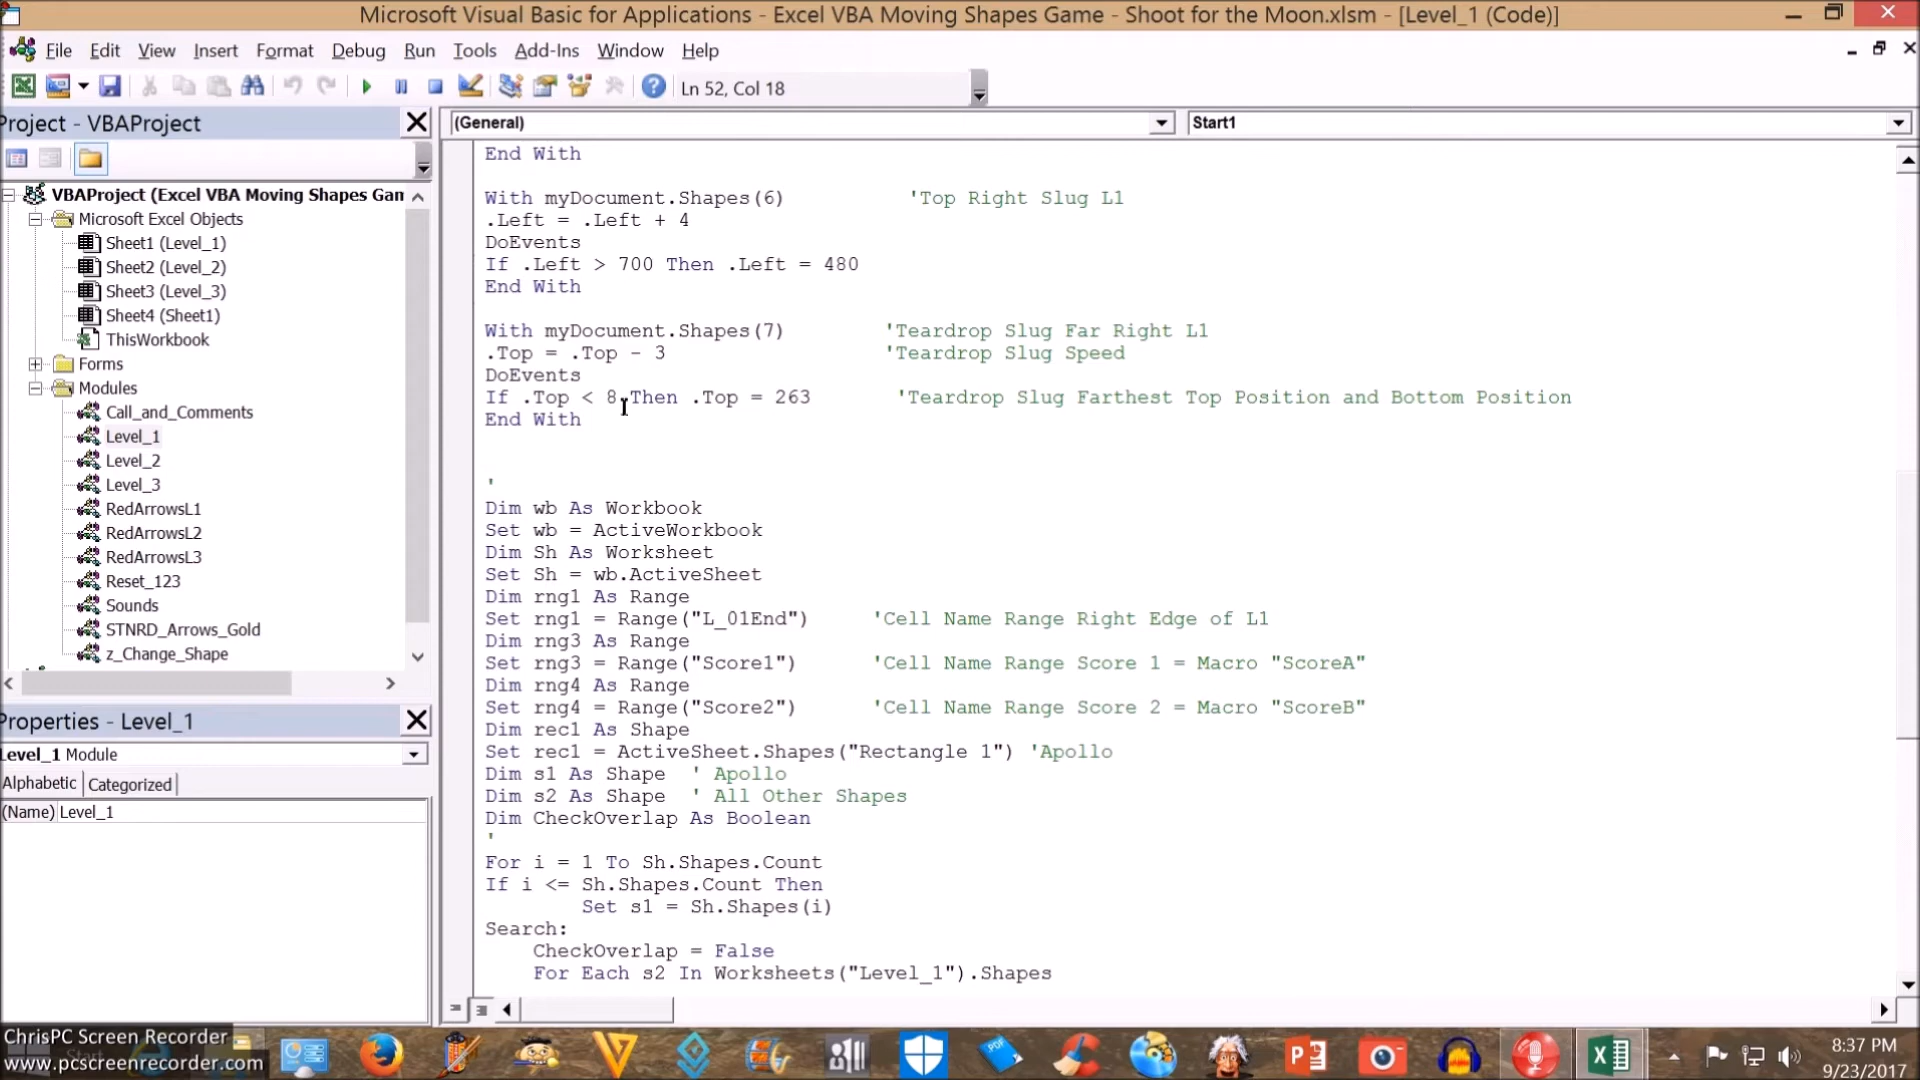 Microsoft Visual Basic for Applications - Excel VBA Moving Shapes Game - Shoot for the Moon.xlsm - [Level_1 (Code)]
File Edit View Insert Format Debug Run Tools Add-Ins Window Help
Ln 52, Col 18
Project - VBAProject
VBAProject (Excel VBA Moving Shapes Gan
Microsoft Excel Objects
Sheet1 (Level_1)
Sheet2 (Level_2)
Sheet3 (Level_3)
Sheet4 (Sheet1)
ThisWorkbook
Forms
Modules
Call_and_Comments
Level_1
Level_2
Level_3
RedArrowsL1
RedArrowsL2
RedArrowsL3
Reset_123
Sounds
STNRD_Arrows_Gold
z_Change_Shape
Properties - Level_1
Level_1 Module
Alphabetic Categorized
(Name) Level_1
(General) Start1
End With
With myDocument.Shapes(6) 'Top Right Slug L1
.Left = .Left + 4
DoEvents
If .Left > 700 Then .Left = 480
End With
With myDocument.Shapes(7) 'Teardrop Slug Far Right L1
.Top = .Top - 3 'Teardrop Slug Speed
DoEvents
If .Top < 8 Then .Top = 263 'Teardrop Slug Farthest Top Position and Bottom Position
End With
'
Dim wb As Workbook
Set wb = ActiveWorkbook
Dim Sh As Worksheet
Set Sh = wb.ActiveSheet
Dim rng1 As Range
Set rng1 = Range("L_01End") 'Cell Name Range Right Edge of L1
Dim rng3 As Range
Set rng3 = Range("Score1") 'Cell Name Range Score 1 = Macro "ScoreA"
Dim rng4 As Range
Set rng4 = Range("Score2") 'Cell Name Range Score 2 = Macro "ScoreB"
Dim rec1 As Shape
Set rec1 = ActiveSheet.Shapes("Rectangle 1") 'Apollo
Dim s1 As Shape ' Apollo
Dim s2 As Shape ' All Other Shapes
Dim CheckOverlap As Boolean
'
For i = 1 To Sh.Shapes.Count
If i <= Sh.Shapes.Count Then
Set s1 = Sh.Shapes(i)
Search:
CheckOverlap = False
For Each s2 In Worksheets("Level_1").Shapes
ChrisPC Screen Recorder
www.pcscreenrecorder.com
8:37 PM
9/23/2017